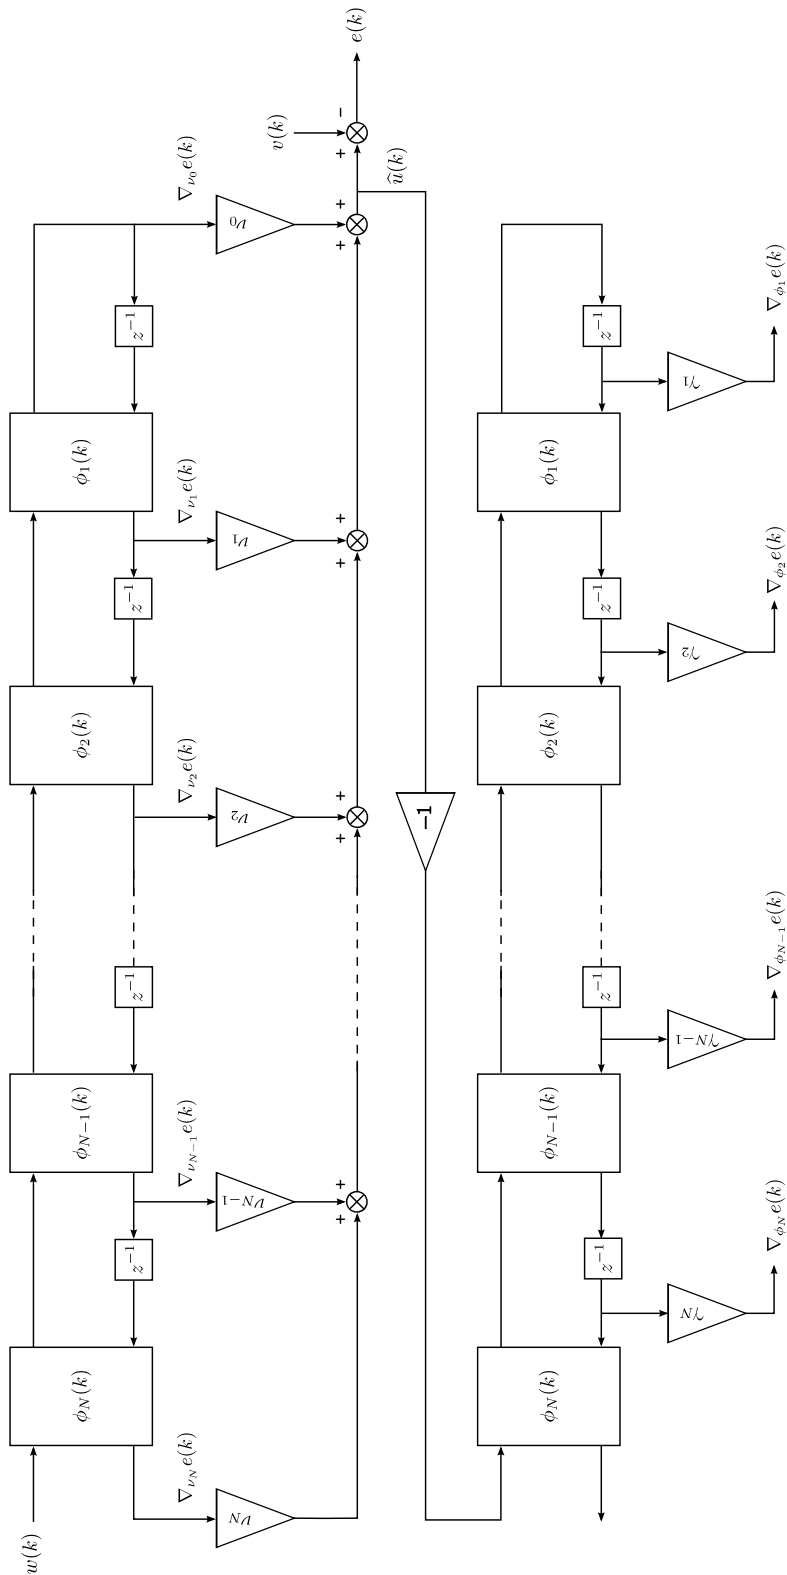 w(k)
ϕ_N(k)
ϕ_{N−1}(k)
ϕ_2(k)
ϕ_1(k)
z^{−1}
z^{−1}
z^{−1}
z^{−1}
∇_{ν_N}e(k)
∇_{ν_{N−1}}e(k)
∇_{ν_2}e(k)
∇_{ν_1}e(k)
∇_{ν_0}e(k)
ν_N
ν_{N−1}
ν_2
ν_1
ν_0
v(k)
+ +
+ +
+ +
+ +
+ −
e(k)
û(k)
−1
ϕ_N(k)
ϕ_{N−1}(k)
ϕ_2(k)
ϕ_1(k)
z^{−1}
z^{−1}
z^{−1}
z^{−1}
γ_N
γ_{N−1}
γ_2
γ_1
∇_{ϕ_N}e(k)
∇_{ϕ_{N−1}}e(k)
∇_{ϕ_2}e(k)
∇_{ϕ_1}e(k)